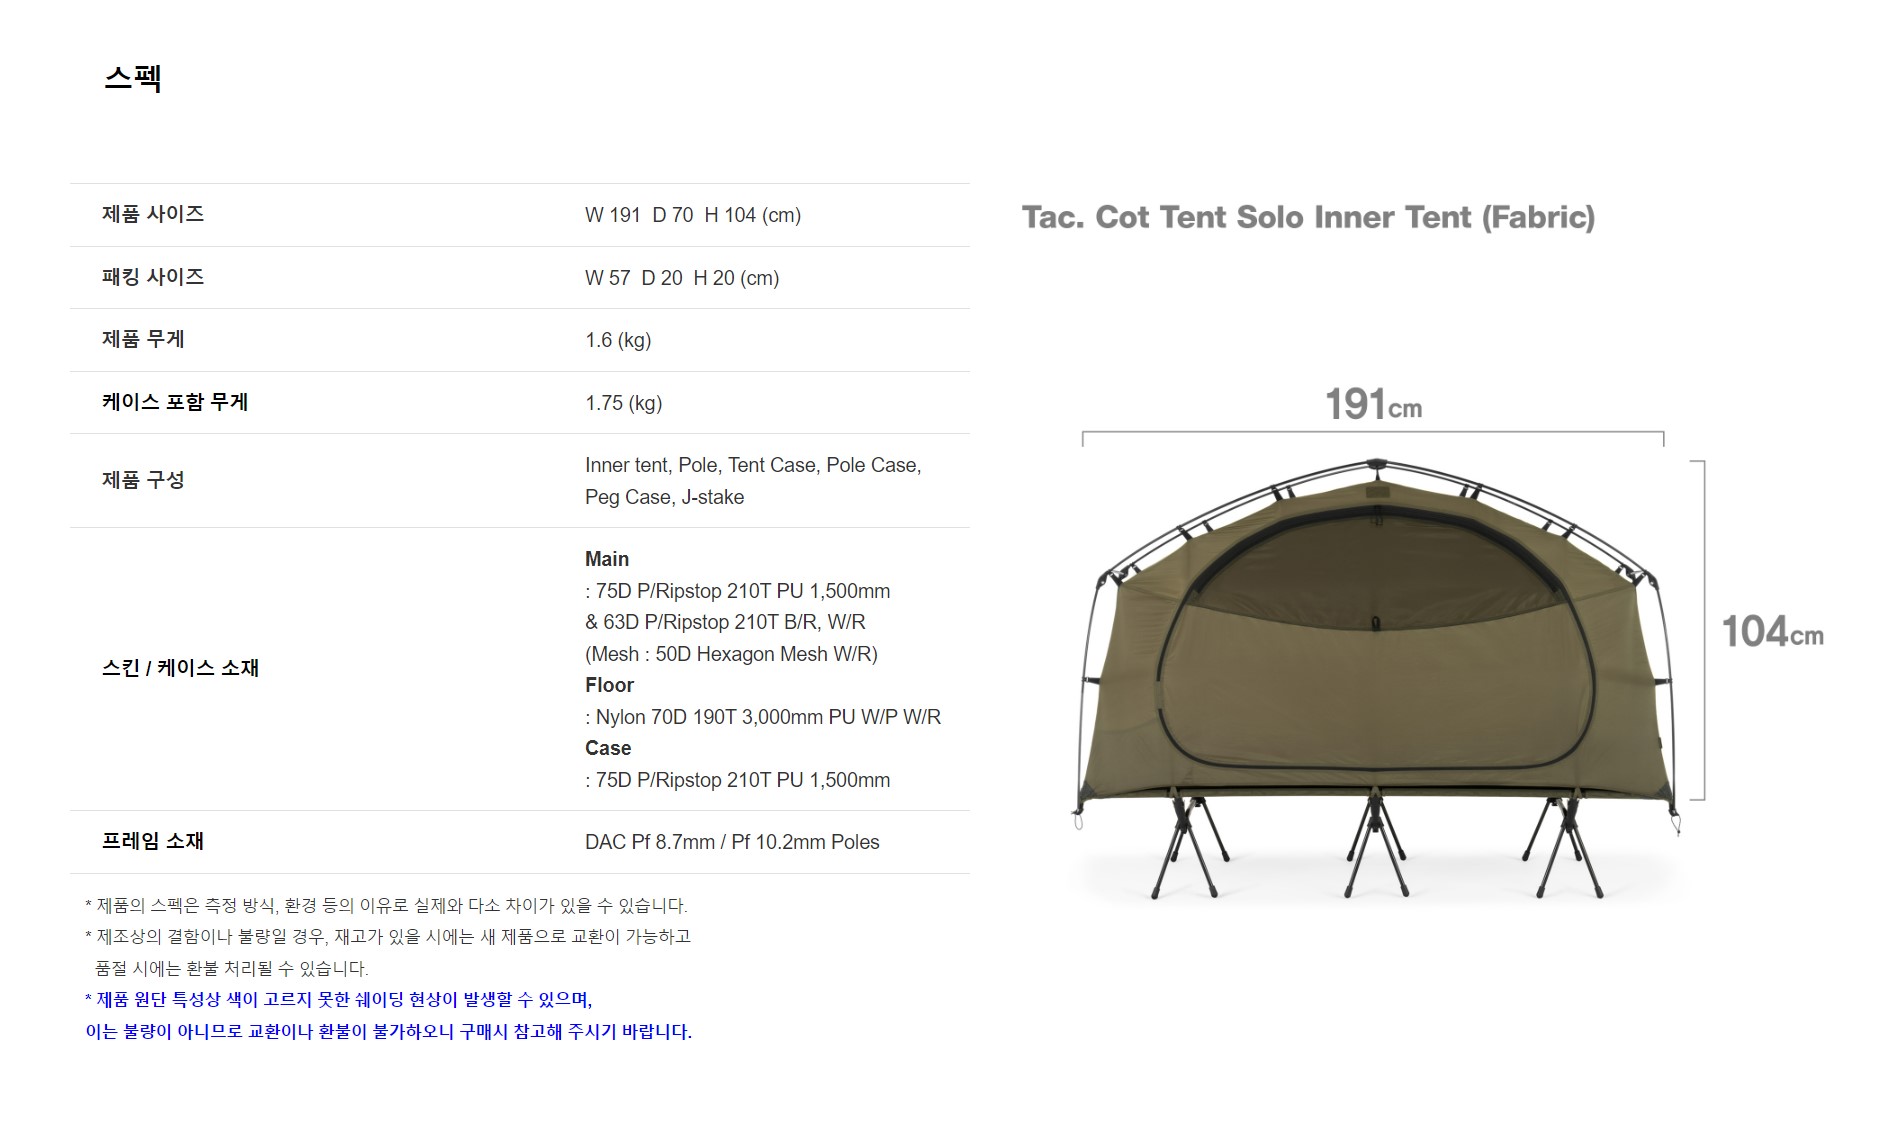 스펙
제품 사이즈
W 191  D 70  H 104 (cm)
패킹 사이즈
W 57  D 20  H 20 (cm)
제품 무게
1.6 (kg)
케이스 포함 무게
1.75 (kg)
제품 구성
Inner tent, Pole, Tent Case, Pole Case,
Peg Case, J-stake
스킨 / 케이스 소재
Main
: 75D P/Ripstop 210T PU 1,500mm
& 63D P/Ripstop 210T B/R, W/R
(Mesh : 50D Hexagon Mesh W/R)
Floor
: Nylon 70D 190T 3,000mm PU W/P W/R
Case
: 75D P/Ripstop 210T PU 1,500mm
프레임 소재
DAC Pf 8.7mm / Pf 10.2mm Poles
* 제품의 스펙은 측정 방식, 환경 등의 이유로 실제와 다소 차이가 있을 수 있습니다.
* 제조상의 결함이나 불량일 경우, 재고가 있을 시에는 새 제품으로 교환이 가능하고
품절 시에는 환불 처리될 수 있습니다.
* 제품 원단 특성상 색이 고르지 못한 쉐이딩 현상이 발생할 수 있으며,
이는 불량이 아니므로 교환이나 환불이 불가하오니 구매시 참고해 주시기 바랍니다.
Tac. Cot Tent Solo Inner Tent (Fabric)
191cm
104cm